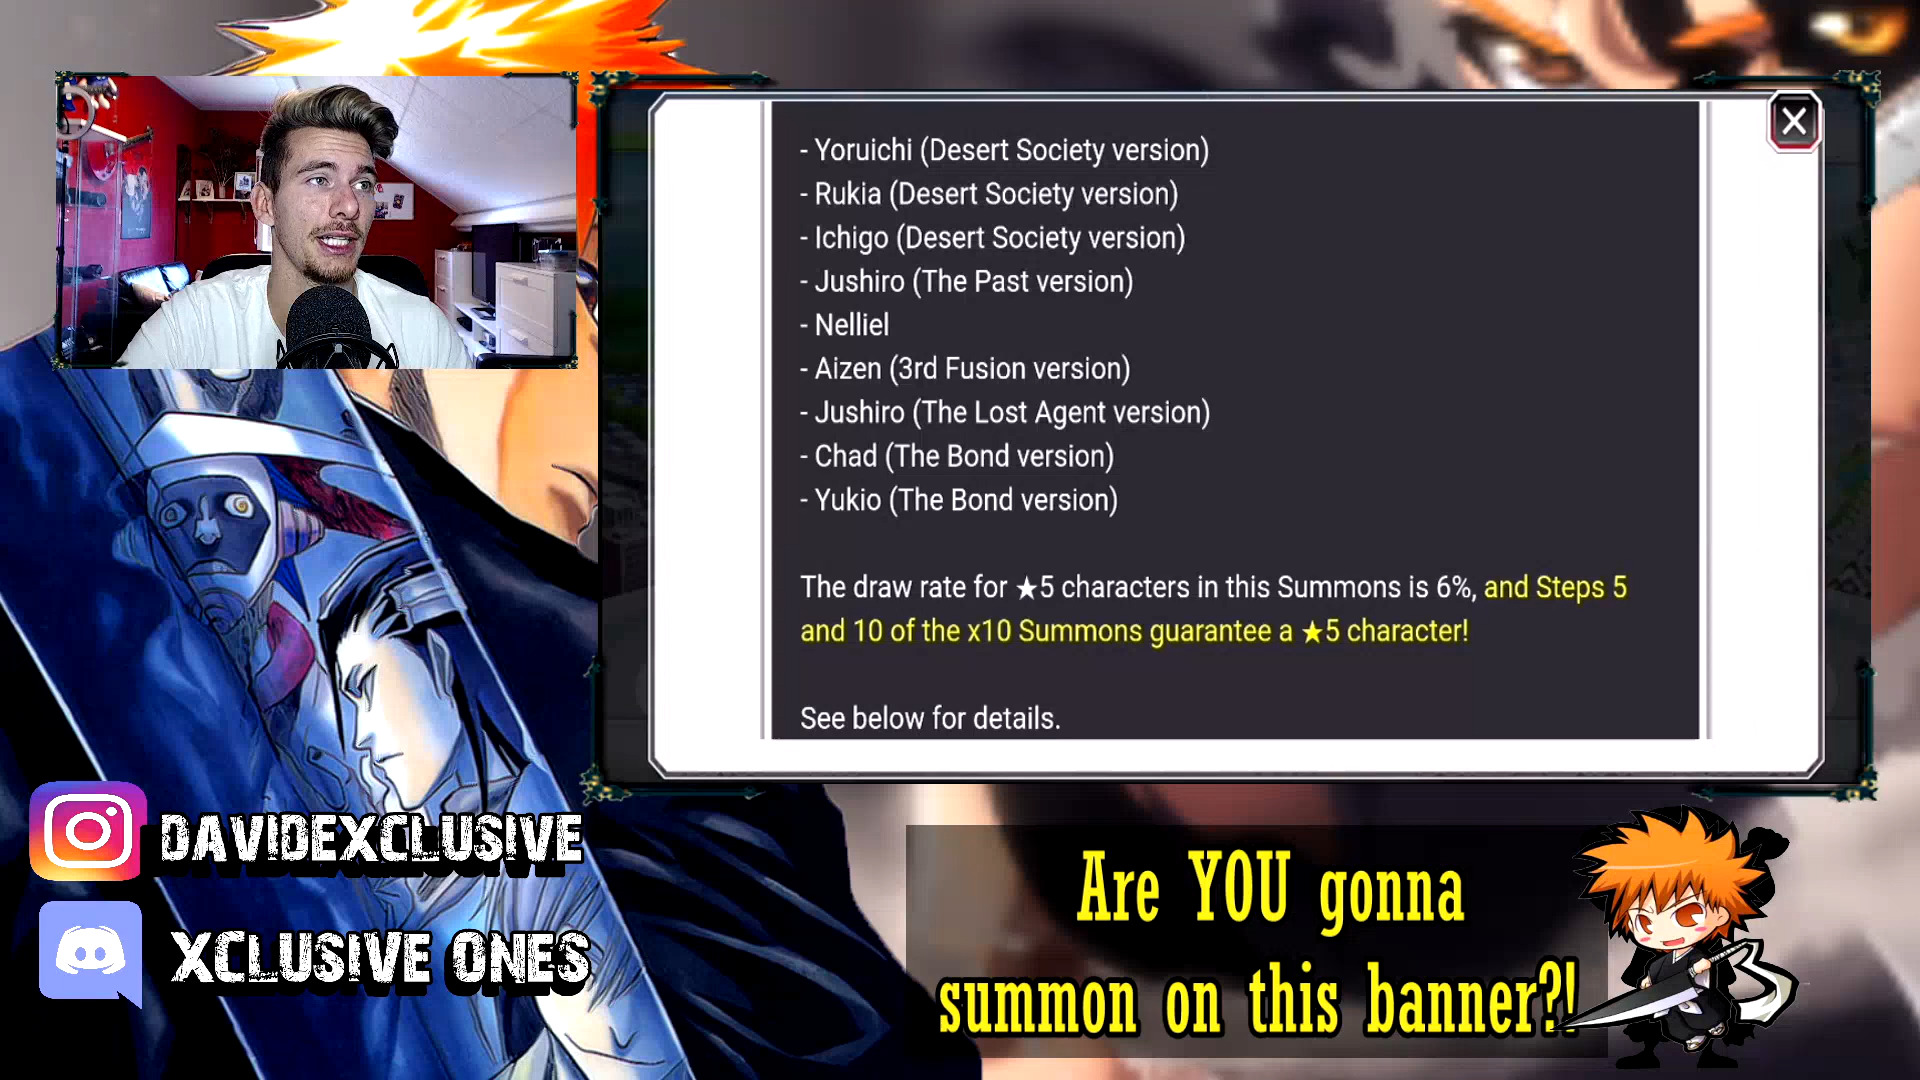 - Yoruichi (Desert Society version)
- Rukia (Desert Society version)
- Ichigo (Desert Society version)
- Jushiro (The Past version)
- Nelliel
- Aizen (3rd Fusion version)
- Jushiro (The Lost Agent version)
- Chad (The Bond version)
- Yukio (The Bond version)
The draw rate for ★5 characters in this Summons is 6%, and Steps 5
and 10 of the x10 Summons guarantee a ★5 character!
See below for details.
DAVIDEXCLUSIVE
XCLUSIVE ONES
Are YOU gonna
summon on this banner?!